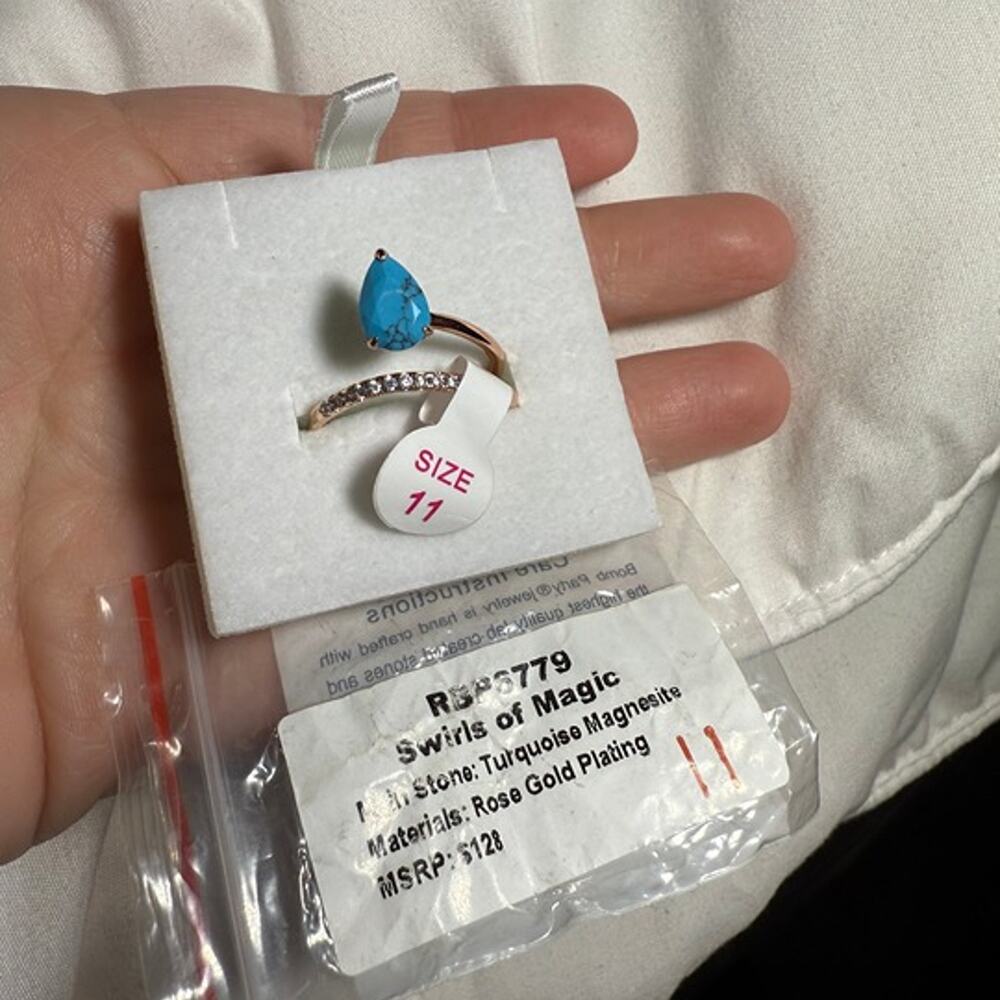 SIZE
11
Care Instructions
Bomb Party® jewelry is hand crafted with
the highest quality lab created stones and
RBP6779
Swirls of Magic
Main Stone: Turquoise Magnesite
Materials: Rose Gold Plating
MSRP: $128
11